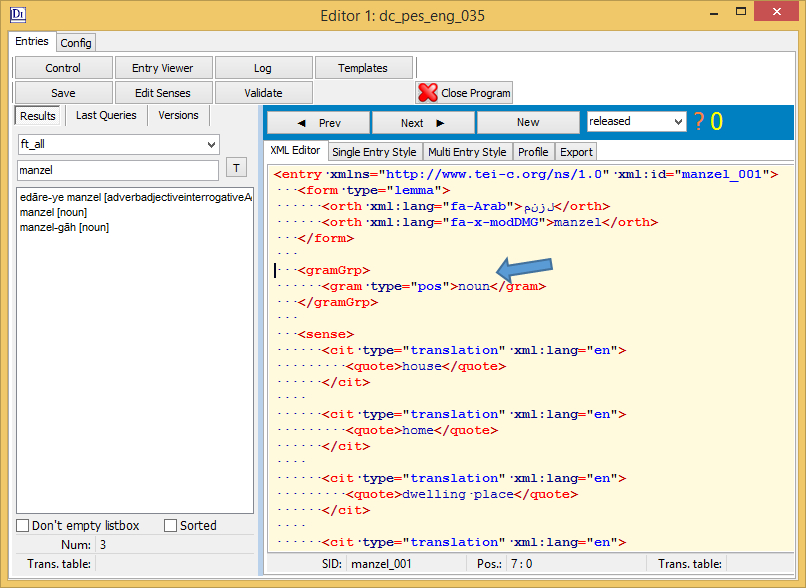 Editor 1: dc_pes_eng_035
Entries Config
Control Entry Viewer Log Templates
Save Edit Senses Validate Close Program
Results Last Queries Versions
ft_all
manzel T
edāre-ye manzel [adverbadjectiveinterrogativeA
manzel [noun]
manzel-gāh [noun]
Don't empty listbox Sorted
Num: 3
Trans. table:
◄ Prev Next ► New released ? 0
XML Editor Single Entry Style Multi Entry Style Profile Export
<entry·xmlns="http://www.tei-c.org/ns/1.0"·xml:id="manzel_001">
···<form·type="lemma">
······<orth·xml:lang="fa-Arab">منزل</orth>
······<orth·xml:lang="fa-x-modDMG">manzel</orth>
···</form>
···
···<gramGrp>
······<gram·type="pos">noun</gram>
···</gramGrp>
···
···<sense>
······<cit·type="translation"·xml:lang="en">
·········<quote>house</quote>
······</cit>
····
······<cit·type="translation"·xml:lang="en">
·········<quote>home</quote>
······</cit>
····
······<cit·type="translation"·xml:lang="en">
·········<quote>dwelling·place</quote>
······</cit>
····
······<cit·type="translation"·xml:lang="en">
SID: manzel_001 Pos.: 7 : 0 Trans. table: